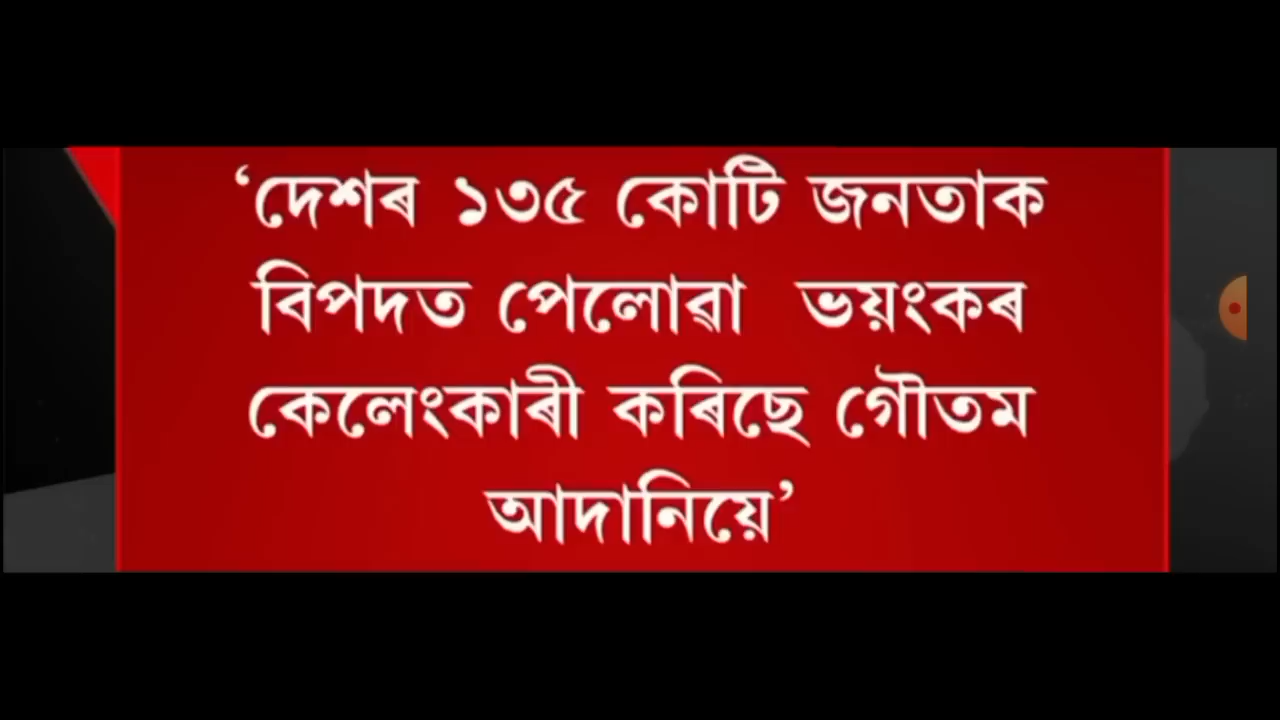 ‘দেশৰ ১৩৫ কোটি জনতাক
বিপদত পেলোৱা ভয়ংকৰ
কেলেংকাৰী কৰিছে গৌতম
আদানিয়ে’